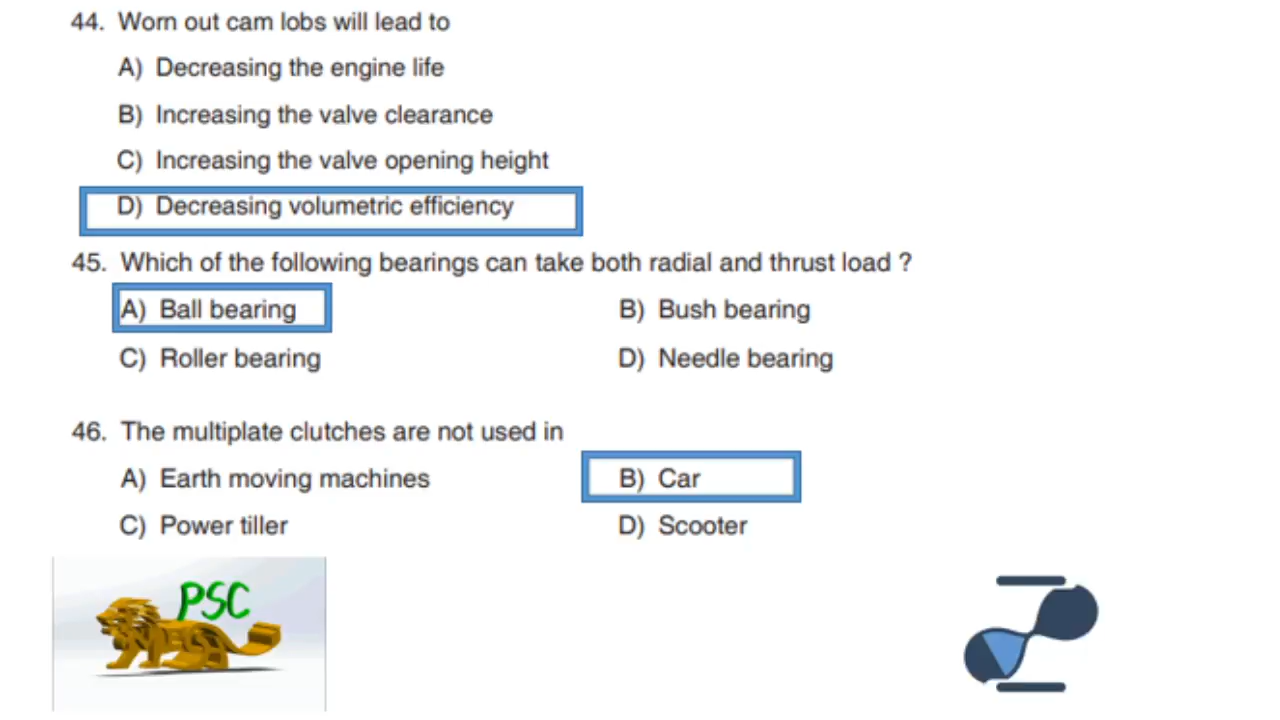 44. Worn out cam lobs will lead to
A) Decreasing the engine life
B) Increasing the valve clearance
C) Increasing the valve opening height
D) Decreasing volumetric efficiency
45. Which of the following bearings can take both radial and thrust load ?
A) Ball bearing B) Bush bearing
C) Roller bearing D) Needle bearing
46. The multiplate clutches are not used in
A) Earth moving machines B) Car
C) Power tiller D) Scooter
PSC